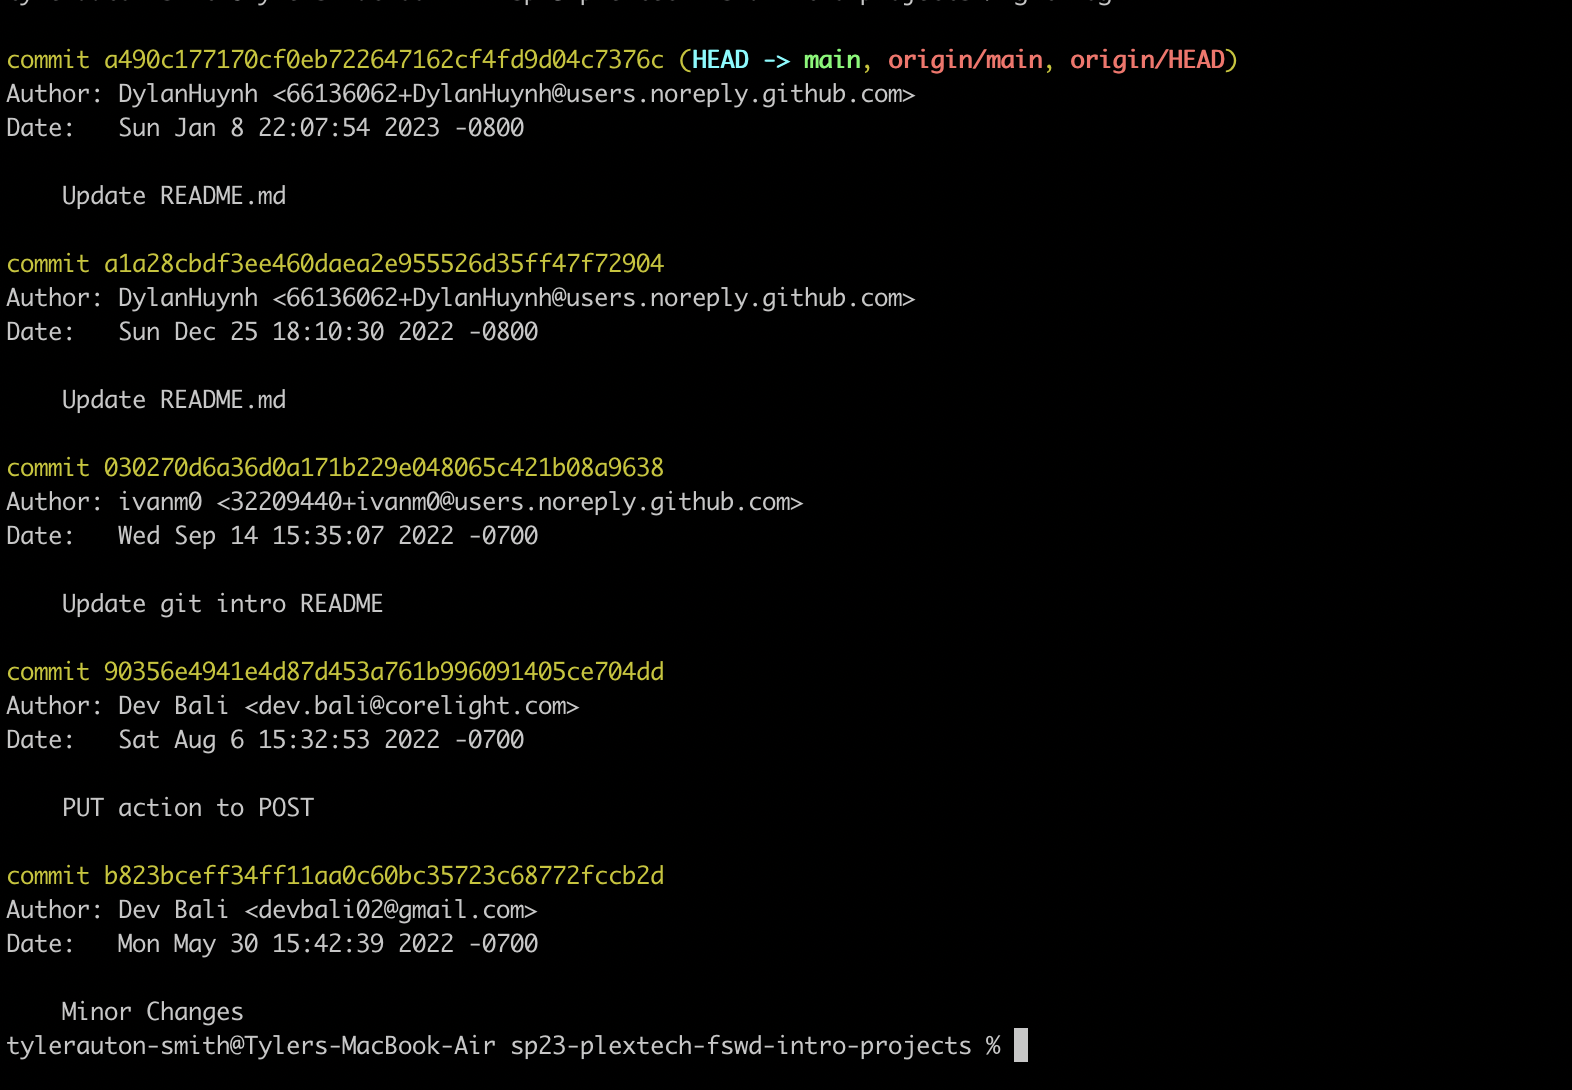 commit a490c177170cf0eb722647162cf4fd9d04c7376c (HEAD -> main, origin/main, origin/HEAD)
Author: DylanHuynh <66136062+DylanHuynh@users.noreply.github.com>
Date:   Sun Jan 8 22:07:54 2023 -0800

    Update README.md

commit a1a28cbdf3ee460daea2e955526d35ff47f72904
Author: DylanHuynh <66136062+DylanHuynh@users.noreply.github.com>
Date:   Sun Dec 25 18:10:30 2022 -0800

    Update README.md

commit 030270d6a36d0a171b229e048065c421b08a9638
Author: ivanm0 <32209440+ivanm0@users.noreply.github.com>
Date:   Wed Sep 14 15:35:07 2022 -0700

    Update git intro README

commit 90356e4941e4d87d453a761b996091405ce704dd
Author: Dev Bali <dev.bali@corelight.com>
Date:   Sat Aug 6 15:32:53 2022 -0700

    PUT action to POST

commit b823bceff34ff11aa0c60bc35723c68772fccb2d
Author: Dev Bali <devbali02@gmail.com>
Date:   Mon May 30 15:42:39 2022 -0700

    Minor Changes
tylerauton-smith@Tylers-MacBook-Air sp23-plextech-fswd-intro-projects %